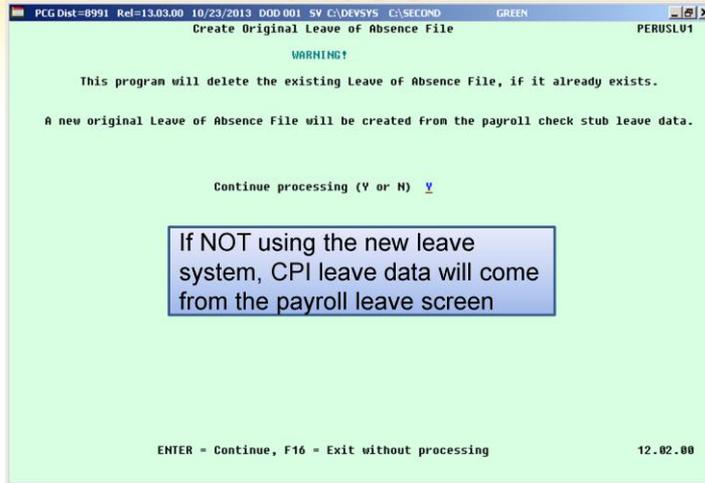 PCG Dist=8991 Rel=13.03.00 10/23/2013 DOD 001 SV C:\DEVSYS C:\SECOND GREEN
Create Original Leave of Absence File PERUSLV1
WARNING!
This program will delete the existing Leave of Absence File, if it already exists.
A new original Leave of Absence File will be created from the payroll check stub leave data.
Continue processing (Y or N) Y
If NOT using the new leave
system, CPI leave data will come
from the payroll leave screen
ENTER = Continue, F16 = Exit without processing 12.02.00